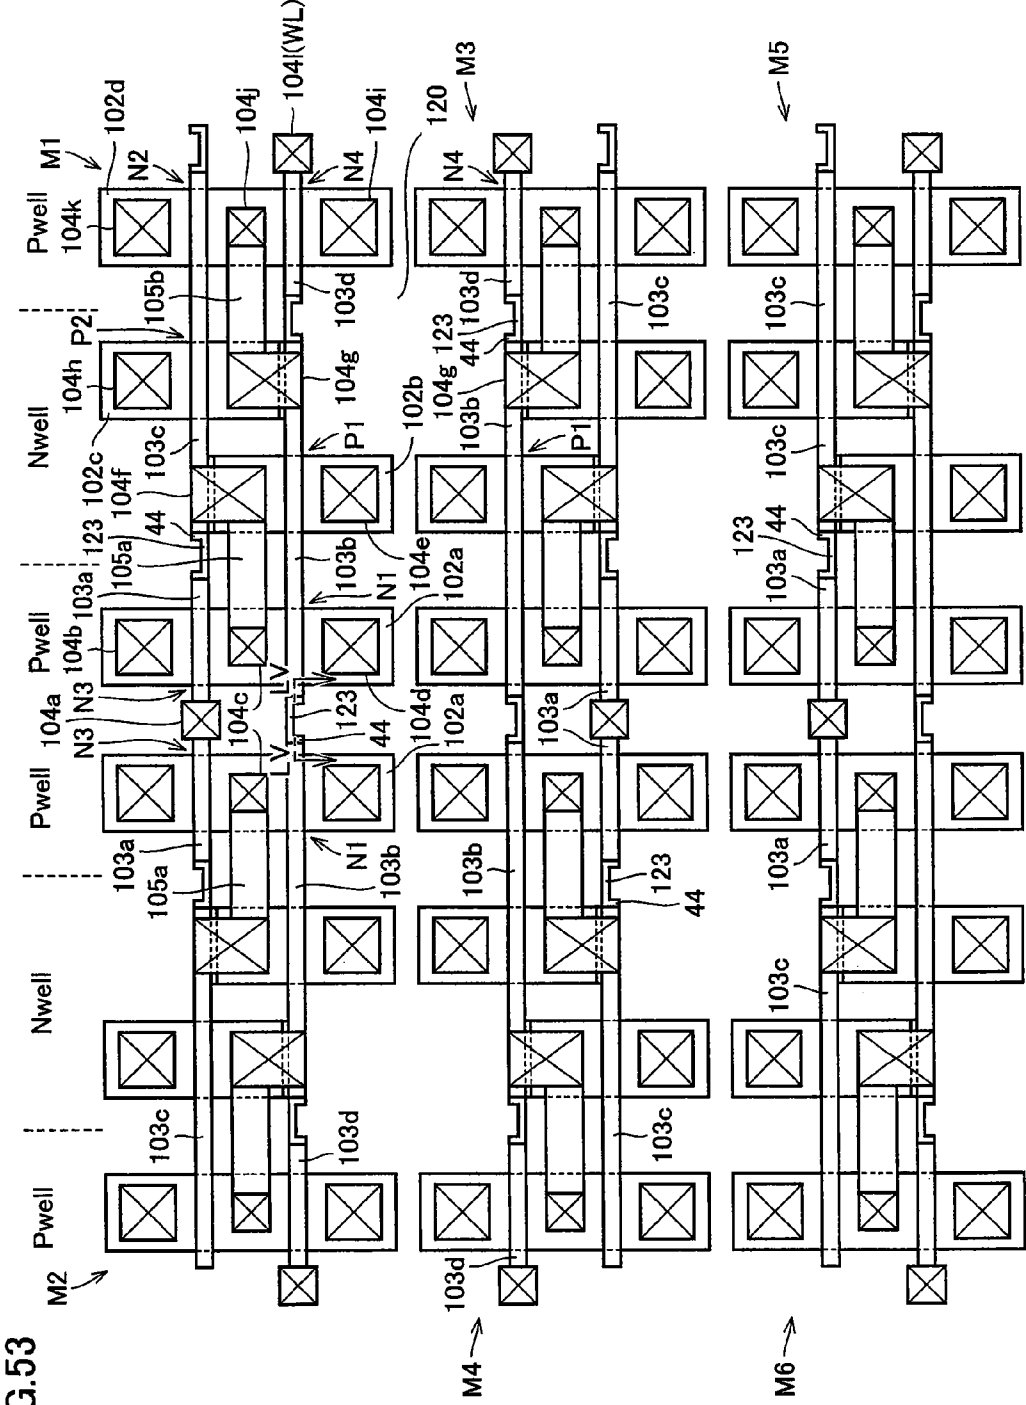 G.53
M2
Pwell
Nwell
Pwell
Pwell
Nwell
Pwell
M1
N3
104a
N3
104b
103a
102c
104h
P2
104k
102d
N2
103c
103a
105a
104c
123
105a
44
104f
103c
105b
104j
104l(WL)
103d
N1
103b
123
44
104d
102a
N1
103b
102a
104e
P1
102b
104g
103d
N4
104i
120
M4
103d
103b
103b
104g
44
123
103d
N4
M3
103a
P1
103c
44
123
103c
M6
103c
103a
103a
123
44
103c
103c
M5